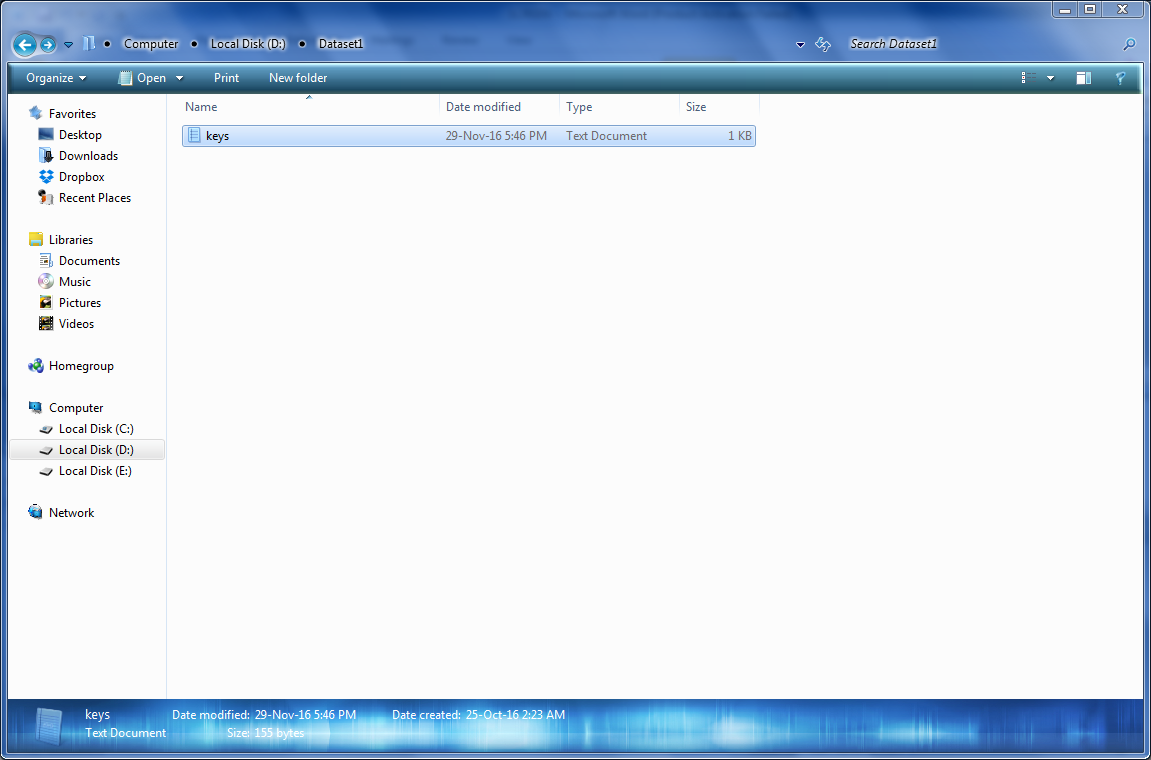 Computer Local Disk (D:) Dataset1 Search Dataset1
Organize Open Print New folder
Name Date modified Type Size
keys 29-Nov-16 5:46 PM Text Document 1 KB
Favorites
Desktop
Downloads
Dropbox
Recent Places
Libraries
Documents
Music
Pictures
Videos
Homegroup
Computer
Local Disk (C:)
Local Disk (D:)
Local Disk (E:)
Network
keys Date modified: 29-Nov-16 5:46 PM Date created: 25-Oct-16 2:23 AM
Text Document Size: 155 bytes